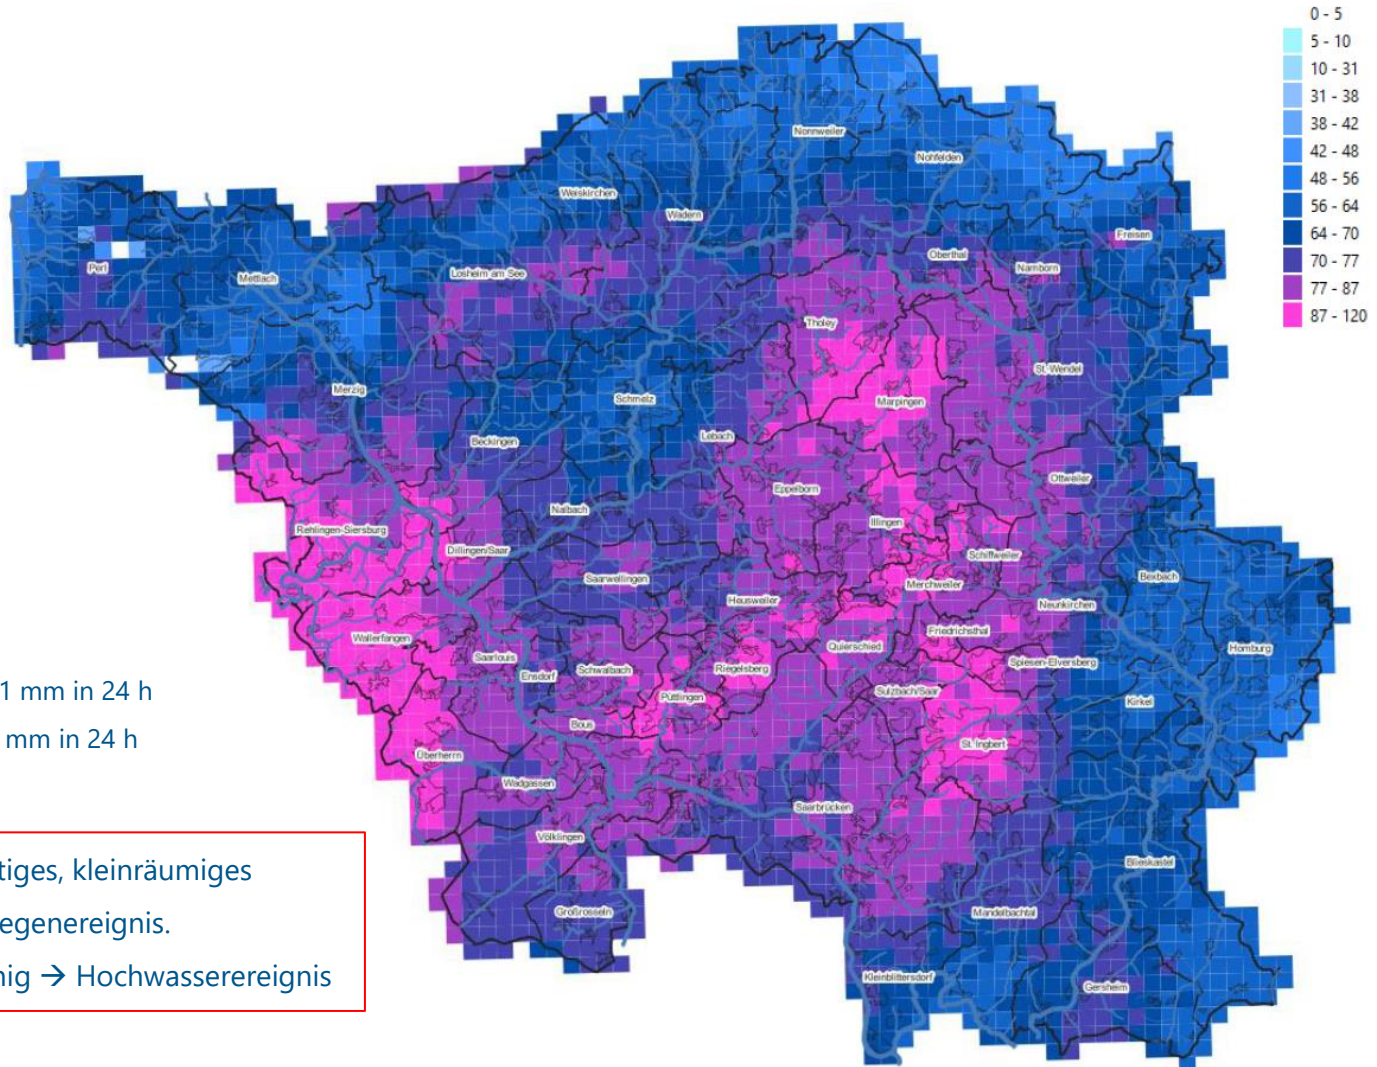 0 - 5
5 - 10
10 - 31
31 - 38
38 - 42
42 - 48
48 - 56
56 - 64
64 - 70
70 - 77
77 - 87
87 - 120
Nonnweiler
Nohfelden
Weiskirchen
Wadern
Freisen
Oberthal
Namborn
Perl
Mettlach
Losheim am See
Tholey
St. Wendel
Merzig
Schmelz
Marpingen
Beckingen
Lebach
Ottweiler
Eppelborn
Nalbach
Illingen
Rehlingen-Siersburg
Dillingen/Saar
Schiffweiler
Saarwellingen
Bexbach
Merchweiler
Heusweiler
Neunkirchen
Wallerfangen
Friedrichsthal
Quierschied
Homburg
Saarlouis
Spiesen-Elversberg
Schwalbach
Riegelsberg
Ensdorf
Püttlingen
Sulzbach/Saar
Kirkel
Bous
St. Ingbert
Überherrn
Wadgassen
Saarbrücken
Völklingen
Blieskastel
Großrosseln
Mandelbachtal
Kleinblittersdorf
Gersheim
1 mm in 24 h
mm in 24 h
tiges, kleinräumiges
egenereignis.
nig → Hochwasserereignis